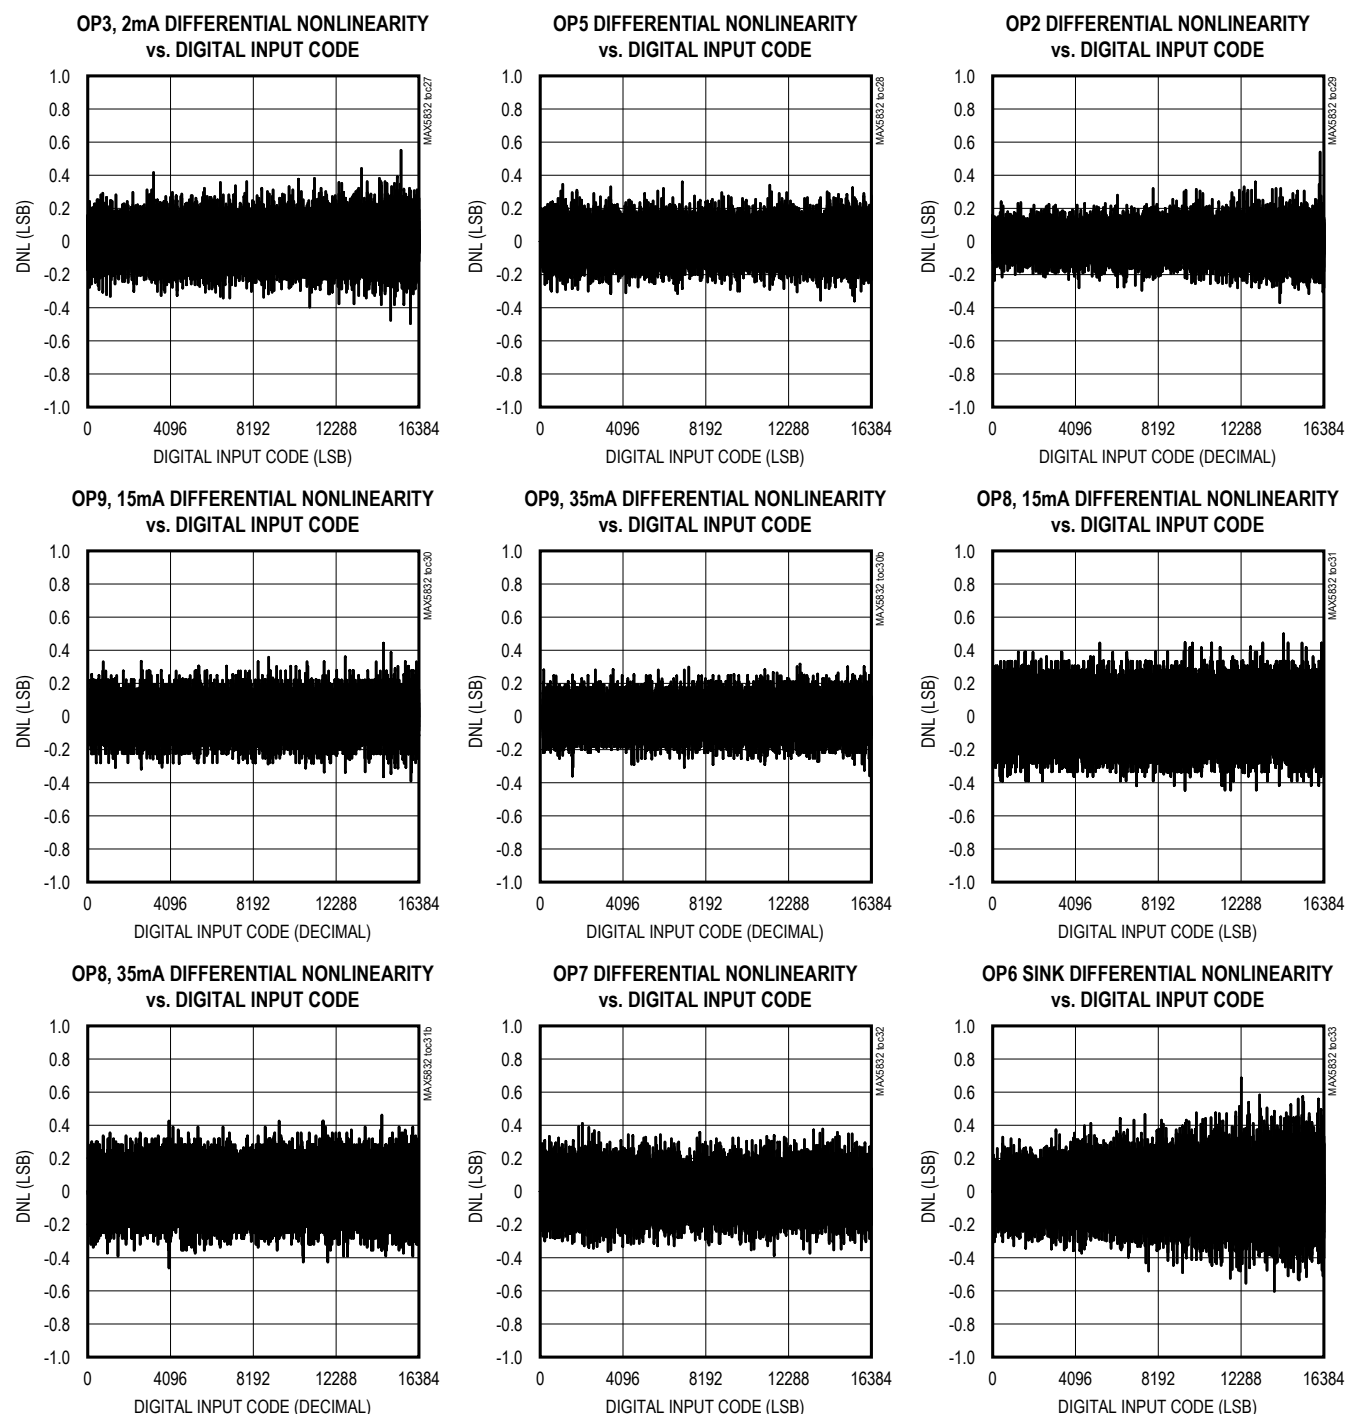 OP3, 2mA DIFFERENTIAL NONLINEARITY
vs. DIGITAL INPUT CODE
MAX5832 toc27
DNL (LSB)
1.0
0.8
0.6
0.4
0.2
0
-0.2
-0.4
-0.6
-0.8
-1.0
0 4096 8192 12288 16384
DIGITAL INPUT CODE (LSB)
OP5 DIFFERENTIAL NONLINEARITY
vs. DIGITAL INPUT CODE
MAX5832 toc28
DNL (LSB)
1.0
0.8
0.6
0.4
0.2
0
-0.2
-0.4
-0.6
-0.8
-1.0
0 4096 8192 12288 16384
DIGITAL INPUT CODE (LSB)
OP2 DIFFERENTIAL NONLINEARITY
vs. DIGITAL INPUT CODE
MAX5832 toc29
DNL (LSB)
1.0
0.8
0.6
0.4
0.2
0
-0.2
-0.4
-0.6
-0.8
-1.0
0 4096 8192 12288 16384
DIGITAL INPUT CODE (DECIMAL)
OP9, 15mA DIFFERENTIAL NONLINEARITY
vs. DIGITAL INPUT CODE
MAX5832 toc30
DNL (LSB)
1.0
0.8
0.6
0.4
0.2
0
-0.2
-0.4
-0.6
-0.8
-1.0
0 4096 8192 12288 16384
DIGITAL INPUT CODE (DECIMAL)
OP9, 35mA DIFFERENTIAL NONLINEARITY
vs. DIGITAL INPUT CODE
MAX5832 toc30b
DNL (LSB)
1.0
0.8
0.6
0.4
0.2
0
-0.2
-0.4
-0.6
-0.8
-1.0
0 4096 8192 12288 16384
DIGITAL INPUT CODE (DECIMAL)
OP8, 15mA DIFFERENTIAL NONLINEARITY
vs. DIGITAL INPUT CODE
MAX5832 toc31
DNL (LSB)
1.0
0.8
0.6
0.4
0.2
0
-0.2
-0.4
-0.6
-0.8
-1.0
0 4096 8192 12288 16384
DIGITAL INPUT CODE (LSB)
OP8, 35mA DIFFERENTIAL NONLINEARITY
vs. DIGITAL INPUT CODE
MAX5832 toc31b
DNL (LSB)
1.0
0.8
0.6
0.4
0.2
0
-0.2
-0.4
-0.6
-0.8
-1.0
0 4096 8192 12288 16384
DIGITAL INPUT CODE (DECIMAL)
OP7 DIFFERENTIAL NONLINEARITY
vs. DIGITAL INPUT CODE
MAX5832 toc32
DNL (LSB)
1.0
0.8
0.6
0.4
0.2
0
-0.2
-0.4
-0.6
-0.8
-1.0
0 4096 8192 12288 16384
DIGITAL INPUT CODE (LSB)
OP6 SINK DIFFERENTIAL NONLINEARITY
vs. DIGITAL INPUT CODE
MAX5832 toc33
DNL (LSB)
1.0
0.8
0.6
0.4
0.2
0
-0.2
-0.4
-0.6
-0.8
-1.0
0 4096 8192 12288 16384
DIGITAL INPUT CODE (LSB)